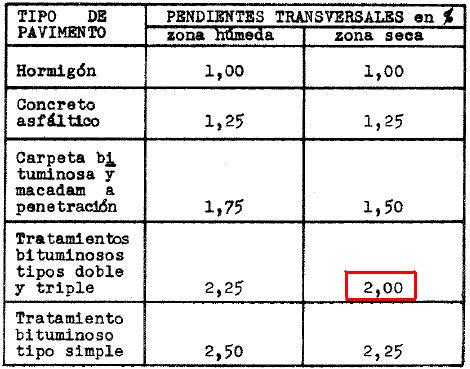 TIPO DE PAVIMENTO PENDIENTES TRANSVERSALES en %
zona húmeda zona seca
Hormigón 1,00 1,00
Concreto
asfáltico 1,25 1,25
Carpeta bi
tuminosa y
macadam a
penetración 1,75 1,50
Tratamientos
bituminosos
tipos doble
y triple 2,25 2,00
Tratamiento
bituminoso
tipo simple 2,50 2,25